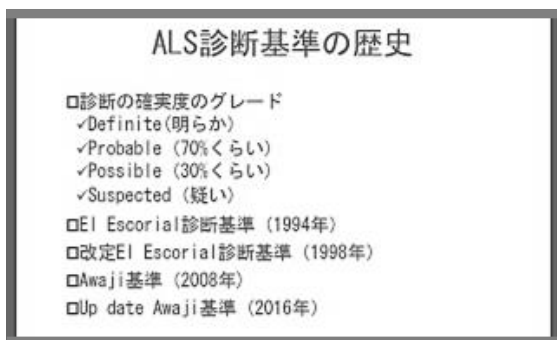 ALS診断基準の歴史
診断の確実度のグレード
✓Definite(明らか)
✓Probable (70%くらい)
✓Possible (30%くらい)
✓Suspected (疑い)
El Escorial診断基準 (1994年)
改定El Escorial診断基準 (1998年)
Awaji基準 (2008年)
Up date Awaji基準 (2016年)